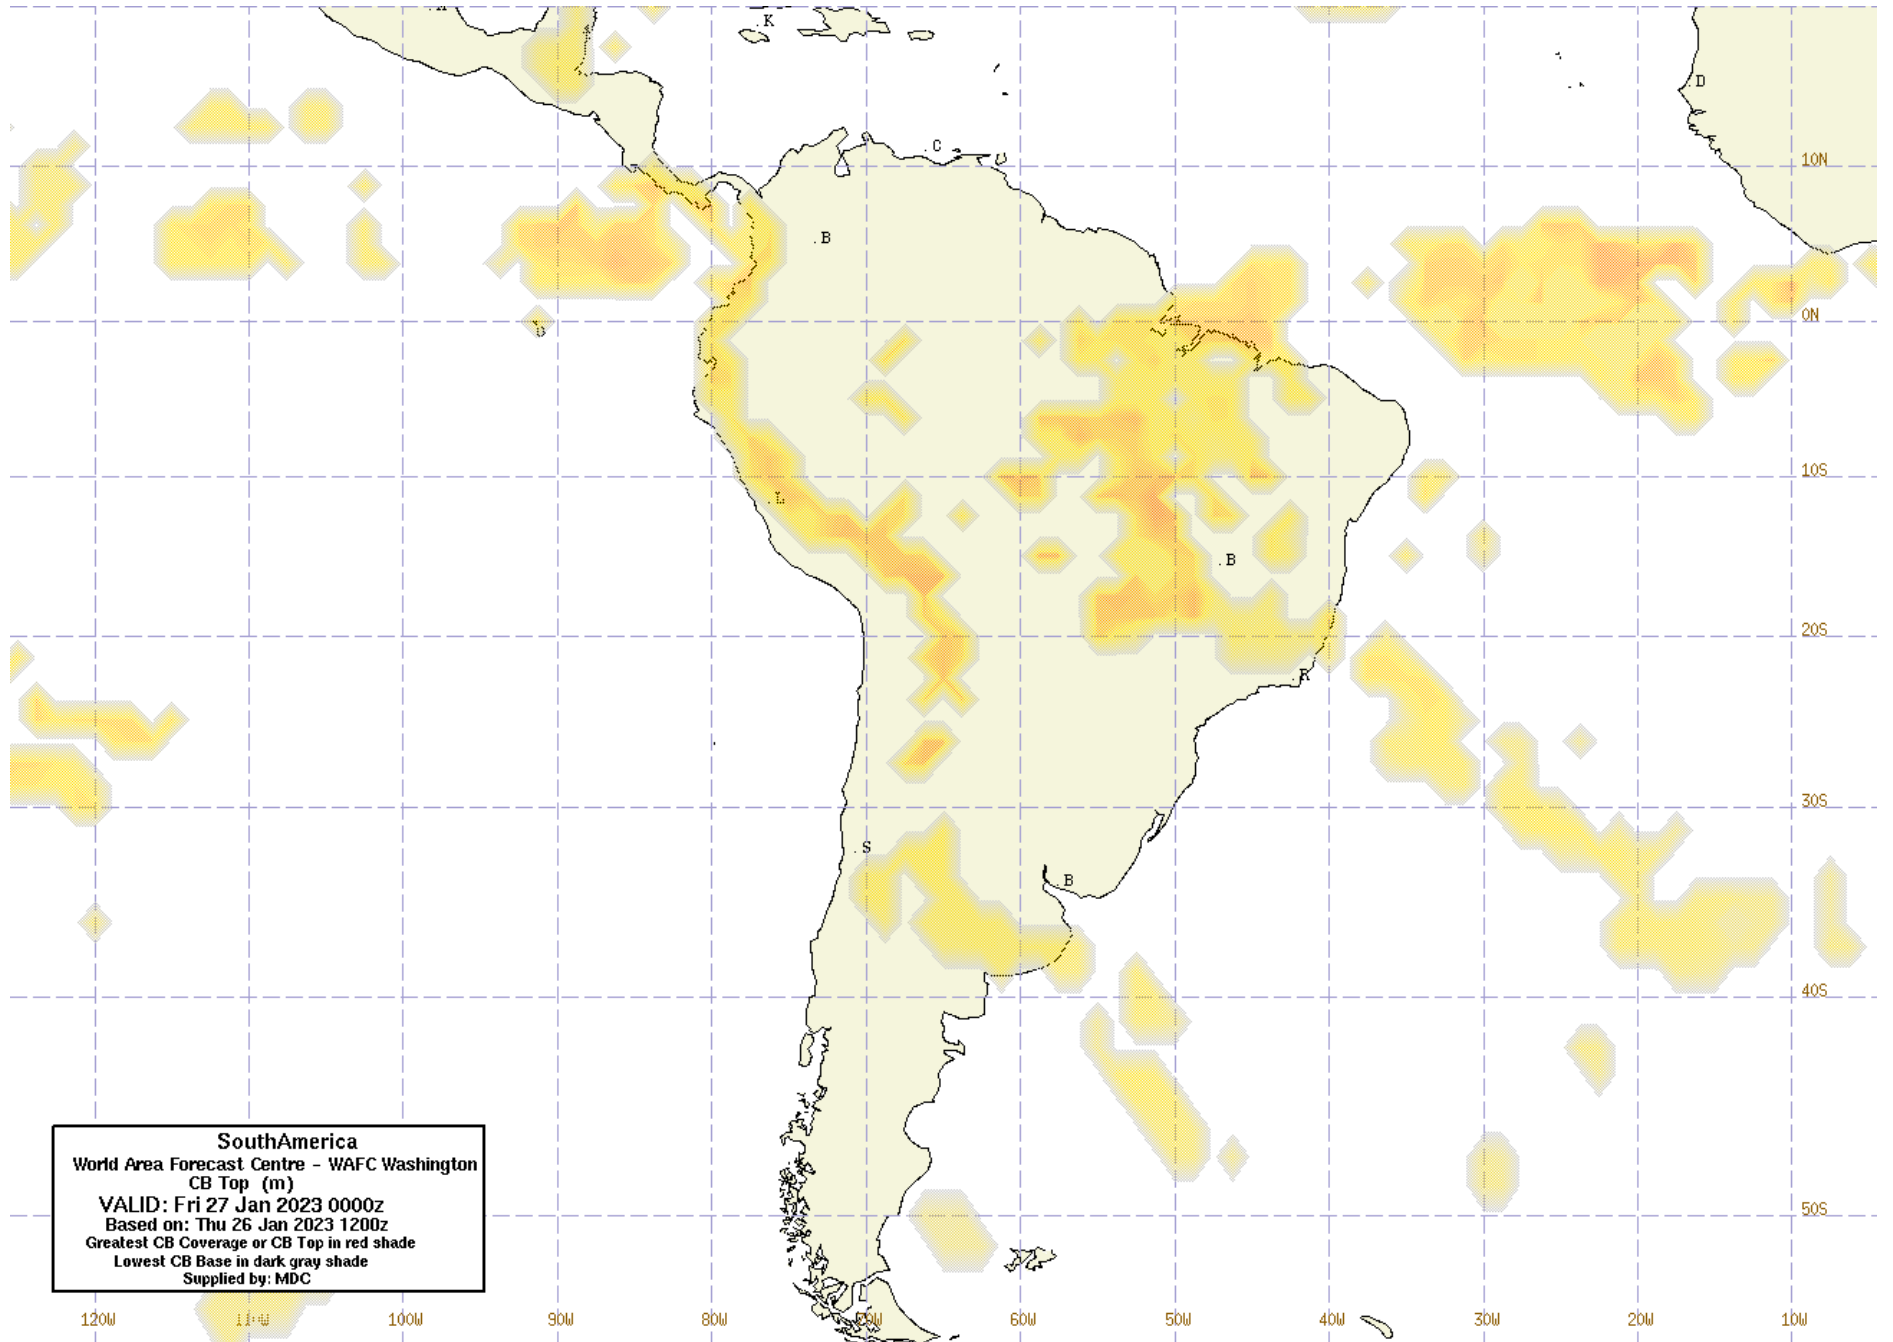 K
D
C
10N
B
0N
10S
L
B
20S
R
30S
S
B
40S
SouthAmerica
World Area Forecast Centre - WAFC Washington
CB Top (m)
VALID: Fri 27 Jan 2023 0000z
Based on: Thu 26 Jan 2023 1200z
Greatest CB Coverage or CB Top in red shade
Lowest CB Base in dark gray shade
Supplied by: MDC
50S
120W 110W 100W 90W 80W 70W 60W 50W 40W 30W 20W 10W